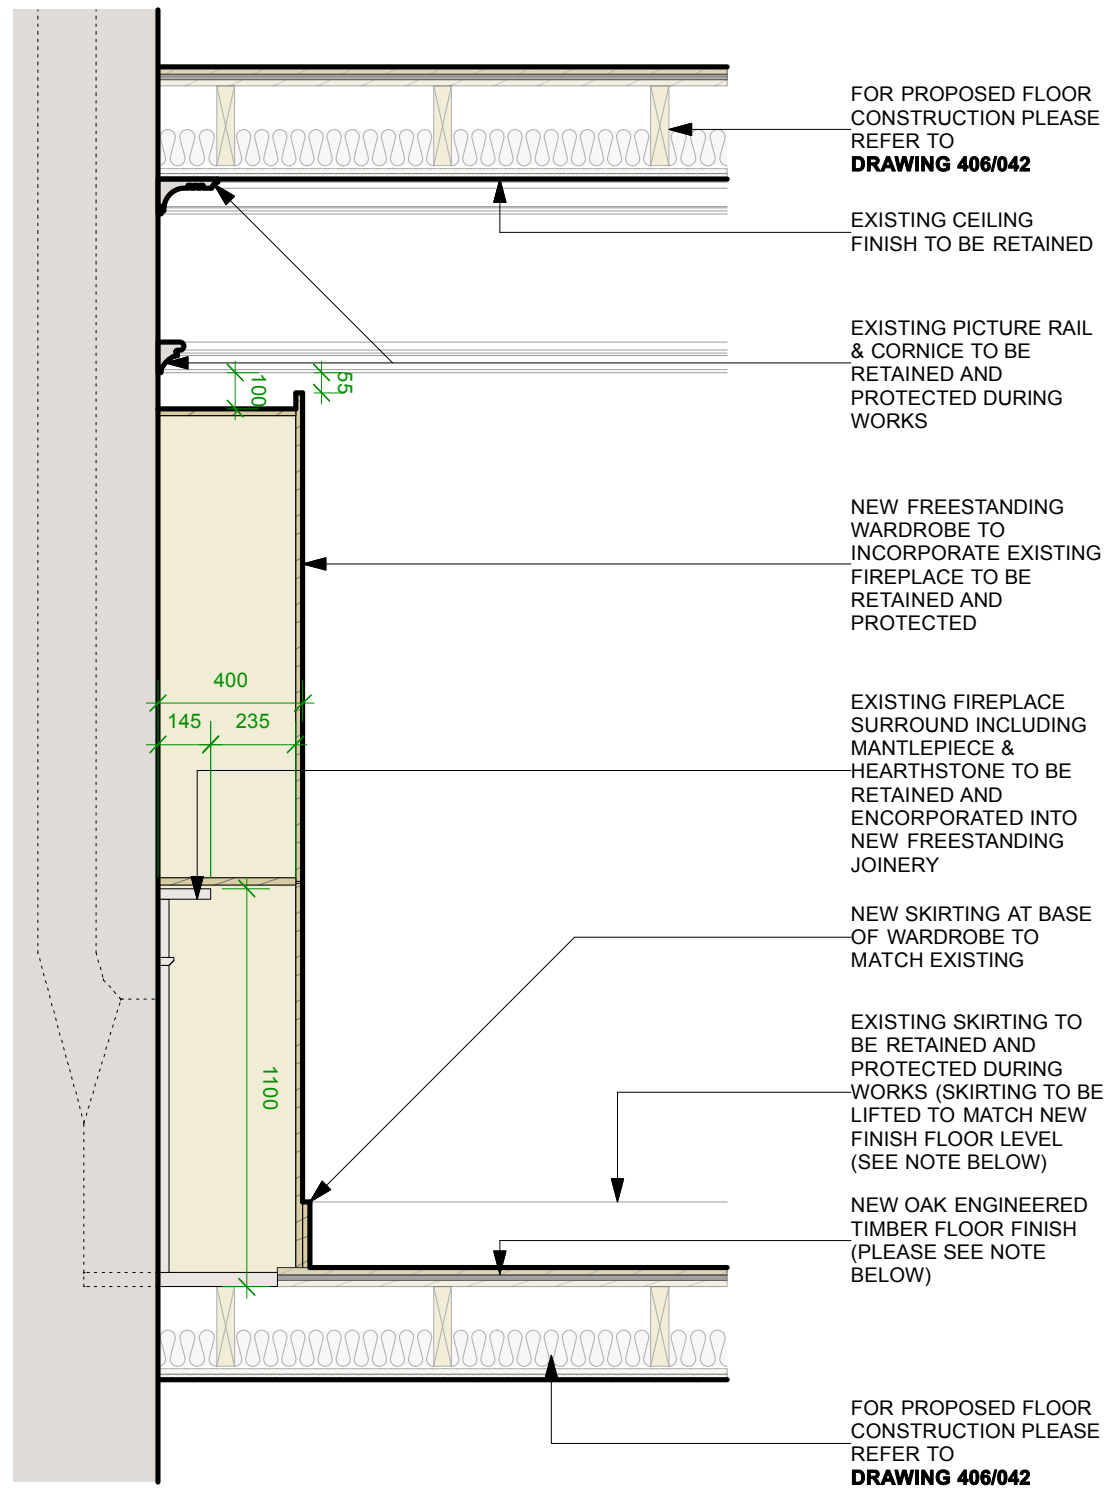 FOR PROPOSED FLOOR
CONSTRUCTION PLEASE
REFER TO
DRAWING 406/042
EXISTING CEILING
FINISH TO BE RETAINED
EXISTING PICTURE RAIL
& CORNICE TO BE
RETAINED AND
PROTECTED DURING
WORKS
100
55
NEW FREESTANDING
WARDROBE TO
INCORPORATE EXISTING
FIREPLACE TO BE
RETAINED AND
PROTECTED
400
145
235
EXISTING FIREPLACE
SURROUND INCLUDING
MANTLEPIECE &
HEARTHSTONE TO BE
RETAINED AND
ENCORPORATED INTO
NEW FREESTANDING
JOINERY
NEW SKIRTING AT BASE
OF WARDROBE TO
MATCH EXISTING
1100
EXISTING SKIRTING TO
BE RETAINED AND
PROTECTED DURING
WORKS (SKIRTING TO BE
LIFTED TO MATCH NEW
FINISH FLOOR LEVEL
(SEE NOTE BELOW)
NEW OAK ENGINEERED
TIMBER FLOOR FINISH
(PLEASE SEE NOTE
BELOW)
FOR PROPOSED FLOOR
CONSTRUCTION PLEASE
REFER TO
DRAWING 406/042